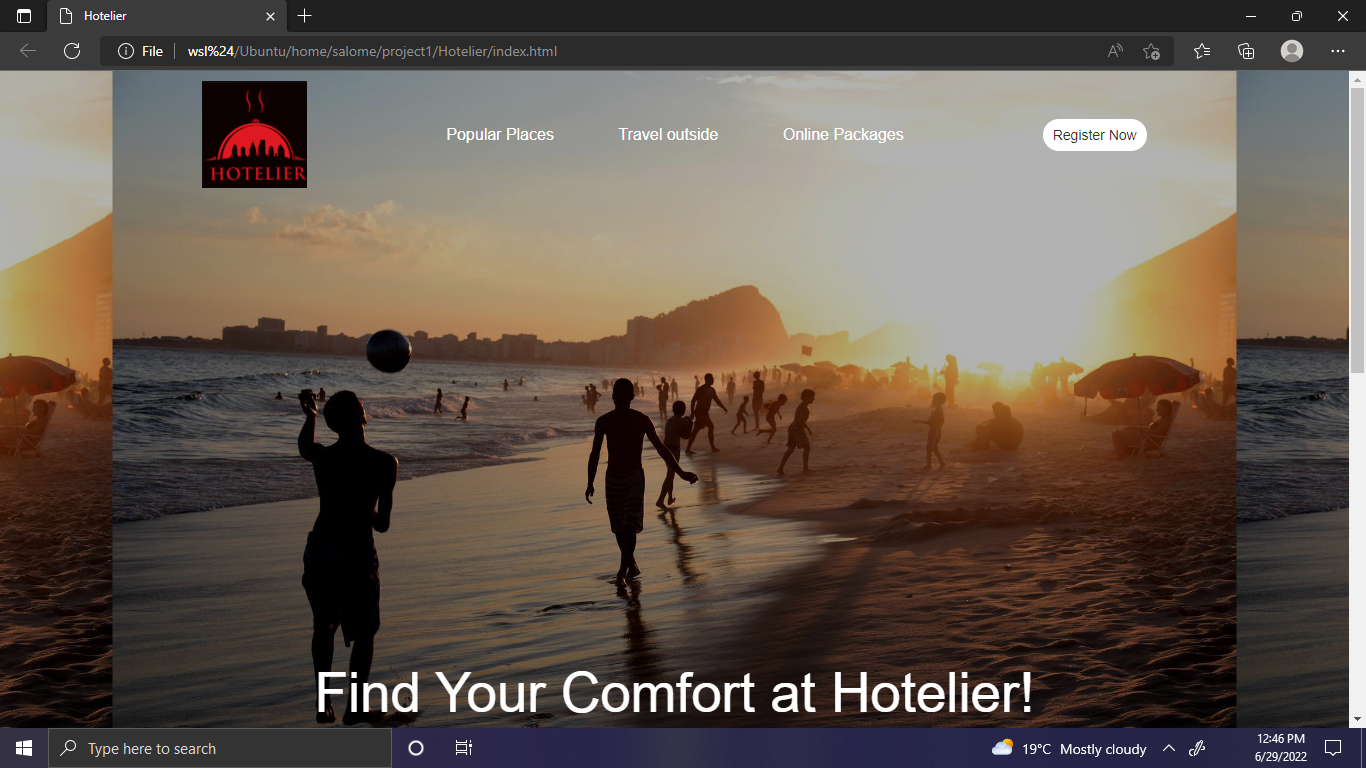 Hotelier
File
wsl%24/Ubuntu/home/salome/project1/Hotelier/index.html
HOTELIER
Popular Places
Travel outside
Online Packages
Register Now
Find Your Comfort at Hotelier!
Type here to search
19°C Mostly cloudy
12:46 PM
6/29/2022